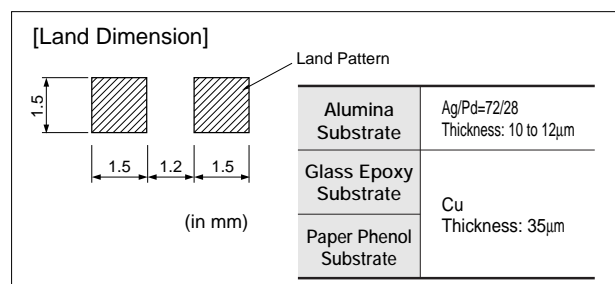 [Land Dimension]
Land Pattern
1.5
1.5
1.2
1.5
(in mm)
Alumina
Substrate
Ag/Pd=72/28
Thickness: 10 to 12μm
Glass Epoxy
Substrate
Cu
Thickness: 35μm
Paper Phenol
Substrate